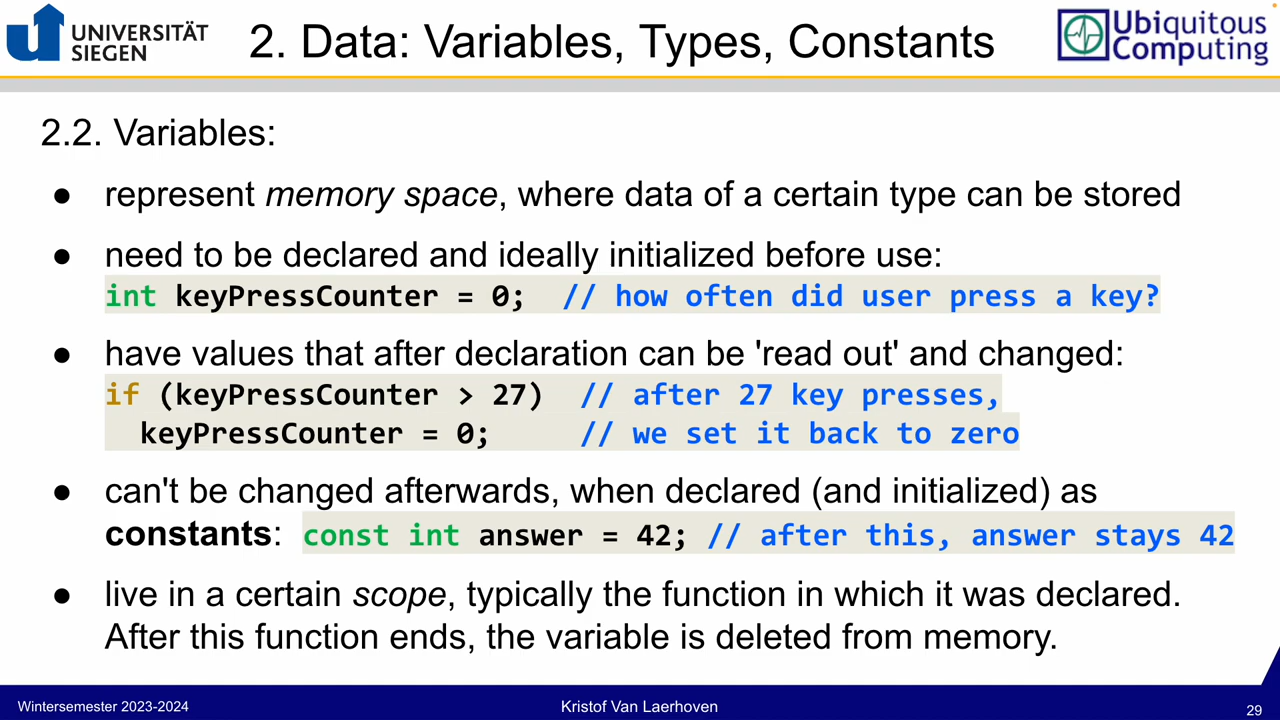 UNIVERSITÄT
SIEGEN
2. Data: Variables, Types, Constants
Ubiquitous
Computing
2.2. Variables:
● represent memory space, where data of a certain type can be stored
● need to be declared and ideally initialized before use:
int keyPressCounter = 0;  // how often did user press a key?
● have values that after declaration can be 'read out' and changed:
if (keyPressCounter > 27)  // after 27 key presses,
  keyPressCounter = 0;     // we set it back to zero
● can't be changed afterwards, when declared (and initialized) as
constants: const int answer = 42; // after this, answer stays 42
● live in a certain scope, typically the function in which it was declared.
After this function ends, the variable is deleted from memory.
Wintersemester 2023-2024
Kristof Van Laerhoven
29